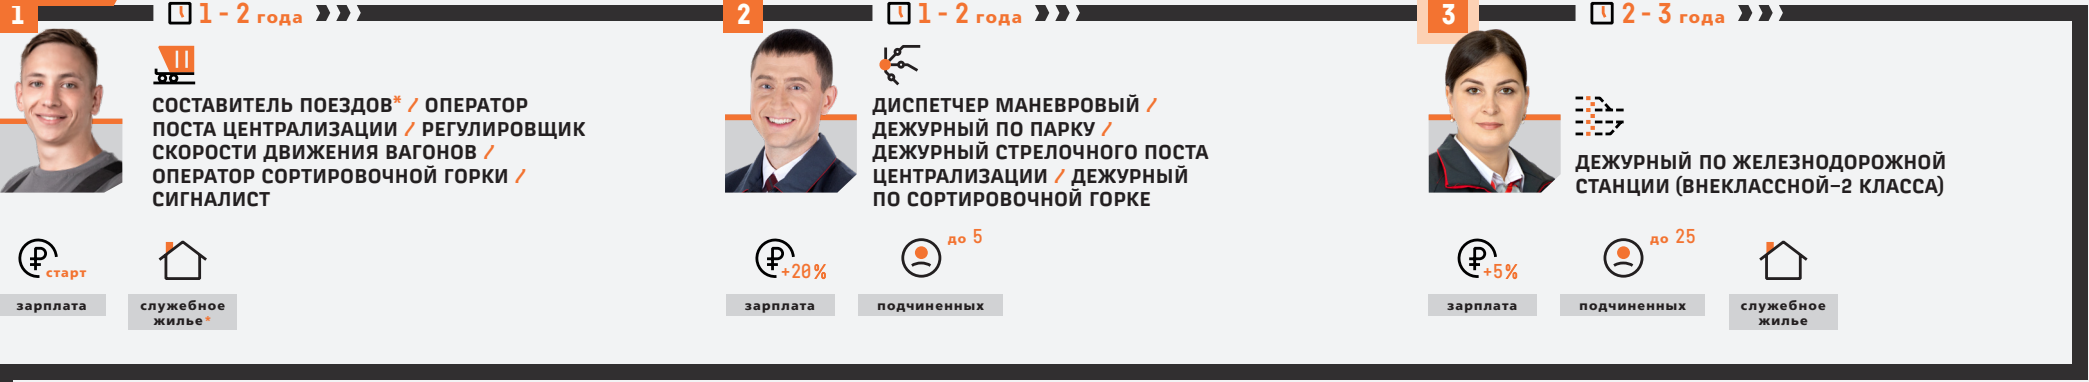 1
1 - 2 года
СОСТАВИТЕЛЬ ПОЕЗДОВ* / ОПЕРАТОР
ПОСТА ЦЕНТРАЛИЗАЦИИ / РЕГУЛИРОВЩИК
СКОРОСТИ ДВИЖЕНИЯ ВАГОНОВ /
ОПЕРАТОР СОРТИРОВОЧНОЙ ГОРКИ /
СИГНАЛИСТ
₽ старт
зарплата
служебное
жилье*
2
1 - 2 года
ДИСПЕТЧЕР МАНЕВРОВЫЙ /
ДЕЖУРНЫЙ ПО ПАРКУ /
ДЕЖУРНЫЙ СТРЕЛОЧНОГО ПОСТА
ЦЕНТРАЛИЗАЦИИ / ДЕЖУРНЫЙ
ПО СОРТИРОВОЧНОЙ ГОРКЕ
₽ +20%
зарплата
до 5
подчиненных
3
2 - 3 года
ДЕЖУРНЫЙ ПО ЖЕЛЕЗНОДОРОЖНОЙ
СТАНЦИИ (ВНЕКЛАССНОЙ–2 КЛАССА)
₽ +5%
зарплата
до 25
подчиненных
служебное
жилье